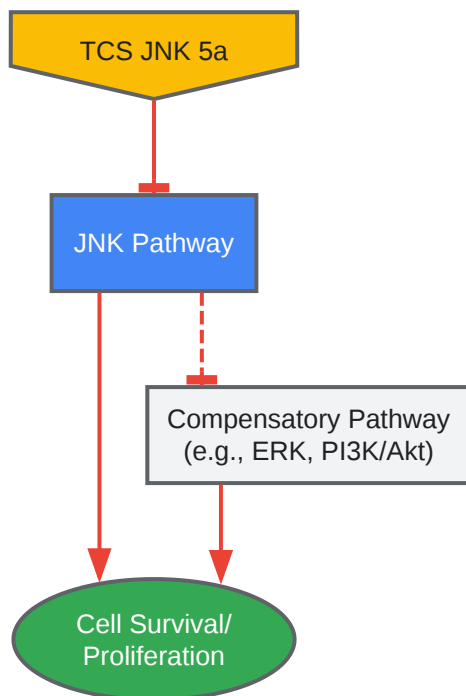 TCS JNK 5a
JNK Pathway
Compensatory Pathway
(e.g., ERK, PI3K/Akt)
Cell Survival/
Proliferation